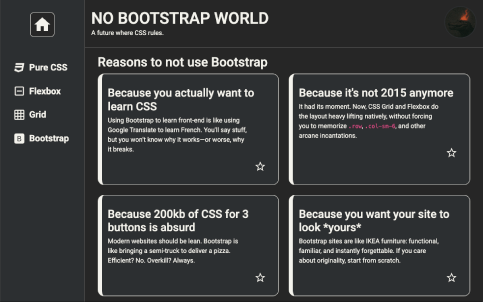 NO BOOTSTRAP WORLD
A future where CSS rules.
Pure CSS
Flexbox
Grid
B Bootstrap
Reasons to not use Bootstrap
Because you actually want to
learn CSS
Using Bootstrap to learn front-end is like using
Google Translate to learn French. You'll say stuff,
but you won't know why it works—or worse, why
it breaks.
Because it's not 2015 anymore
It had its moment. Now, CSS Grid and Flexbox do
the layout heavy lifting natively, without forcing
you to memorize .row, .col-sm-6, and other
arcane incantations.
Because 200kb of CSS for 3
buttons is absurd
Modern websites should be lean. Bootstrap is
like bringing a semi-truck to deliver a pizza.
Efficient? No. Overkill? Always.
Because you want your site to
look *yours*
Bootstrap sites are like IKEA furniture: functional,
familiar, and instantly forgettable. If you care
about originality, start from scratch.